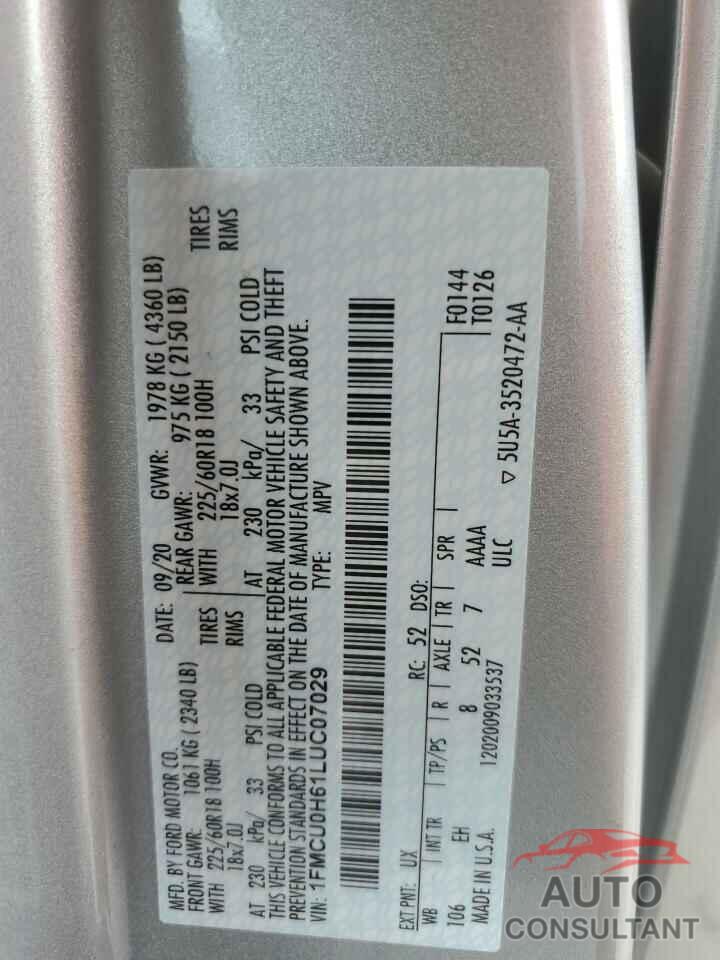 MFD. BY FORD MOTOR CO.
DATE: 09/20 GVWR: 1978 KG ( 4360 LB)
FRONT GAWR: 1061 KG ( 2340 LB) REAR GAWR: 975 KG ( 2150 LB)
WITH 225/60R18 100H TIRES WITH 225/60R18 100H TIRES
18x7.0J RIMS 18x7.0J RIMS
AT 230 kPa/ 33 PSI COLD AT 230 kPa/ 33 PSI COLD
THIS VEHICLE CONFORMS TO ALL APPLICABLE FEDERAL MOTOR VEHICLE SAFETY AND THEFT
PREVENTION STANDARDS IN EFFECT ON THE DATE OF MANUFACTURE SHOWN ABOVE.
VIN: 1FMCU0H61LUC07029 TYPE: MPV
F0144
T0126
EXT PNT: UX RC: 52 DSO:
WB INT TR TP/PS R AXLE TR SPR
106 EH 8 52 7 AAAA
ULC
MADE IN U.S.A. 1202009033537
▽ 5U5A-3520472-AA
AUTO
CONSULTANT